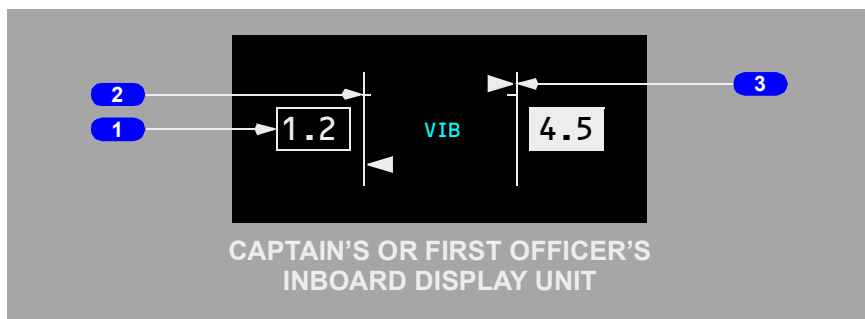 2
3
1
1.2
VIB
4.5
CAPTAIN'S OR FIRST OFFICER'S
INBOARD DISPLAY UNIT